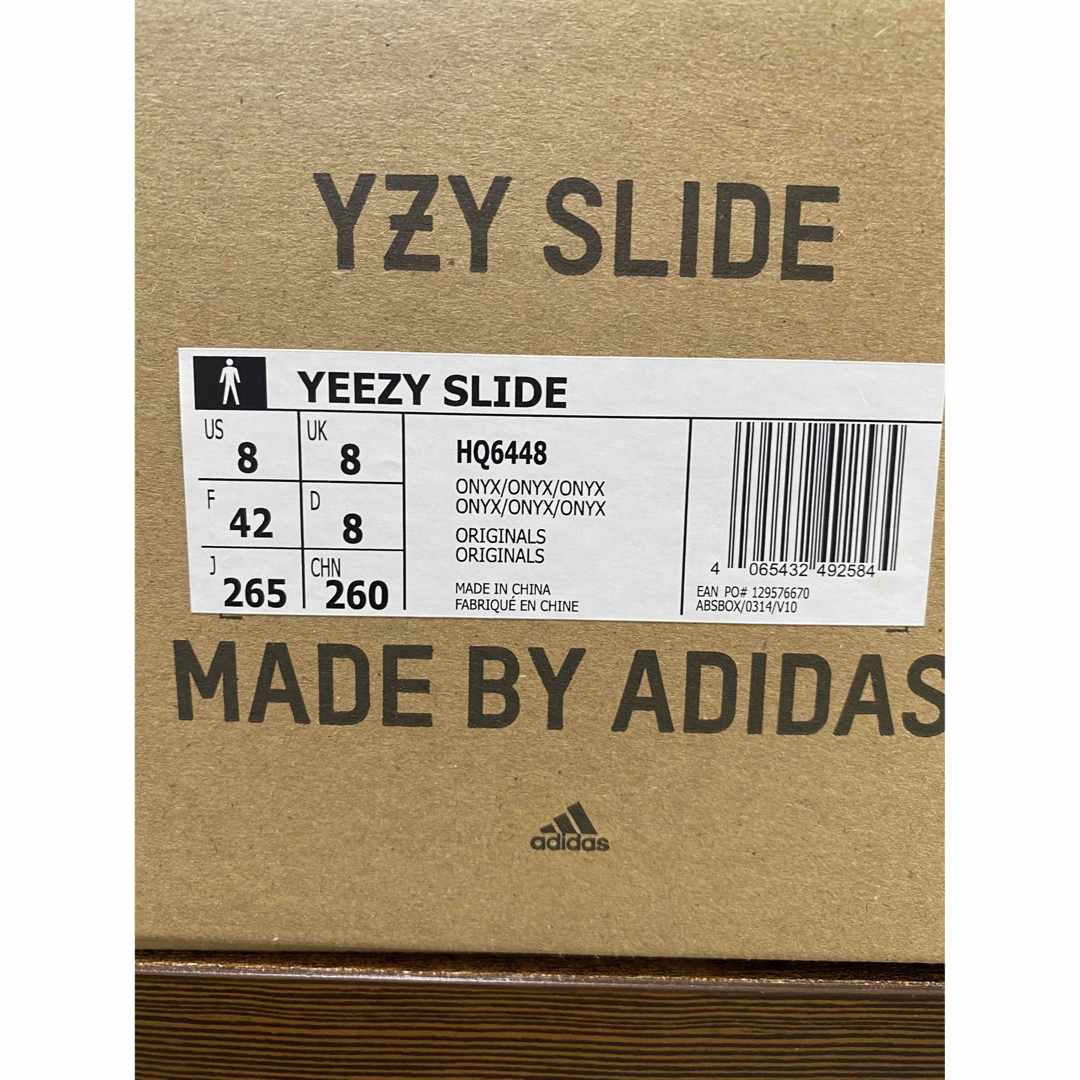 YZY SLIDE
YEEZY SLIDE
US 8 UK 8
F 42 D 8
J 265 CHN 260
HQ6448
ONYX/ONYX/ONYX
ONYX/ONYX/ONYX
ORIGINALS
ORIGINALS
MADE IN CHINA
FABRIQUÉ EN CHINE
4 065432 492584
EAN PO# 129576670
ABSBOX/0314/V10
MADE BY ADIDAS
adidas